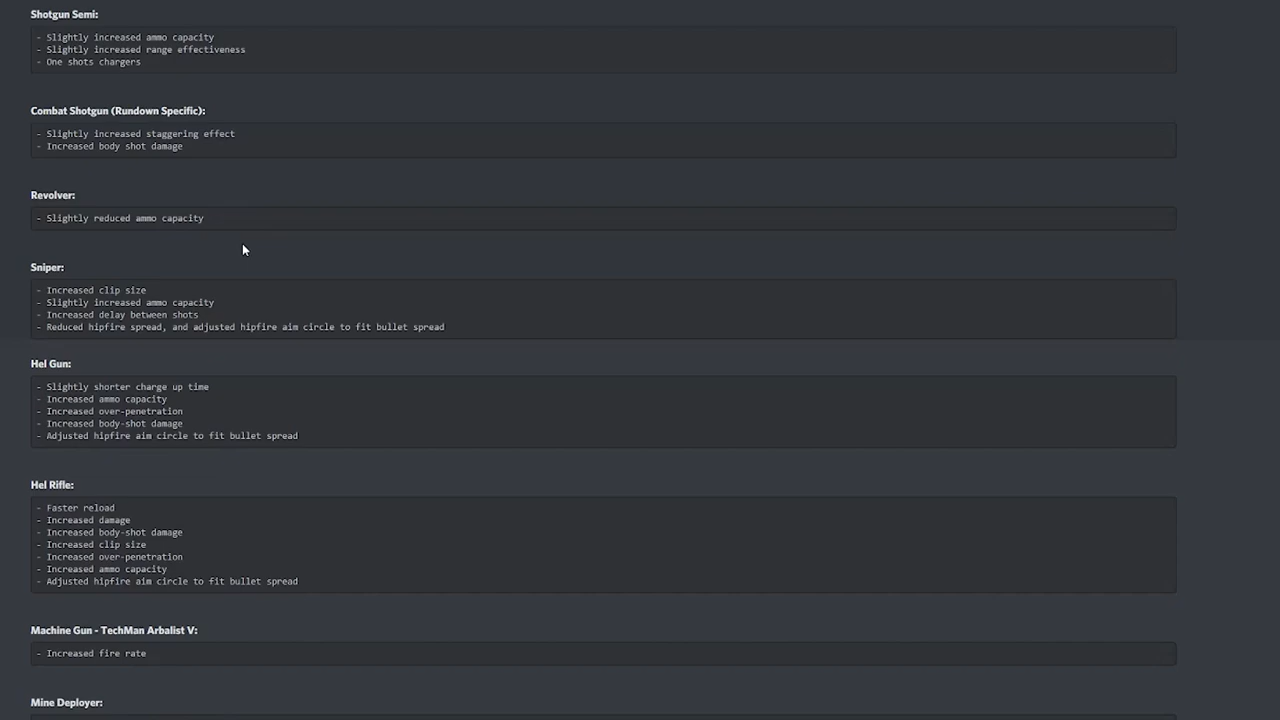 Shotgun Semi:
- Slightly increased ammo capacity
- Slightly increased range effectiveness
- One shots chargers
Combat Shotgun (Rundown Specific):
- Slightly increased staggering effect
- Increased body shot damage
Revolver:
- Slightly reduced ammo capacity
Sniper:
- Increased clip size
- Slightly increased ammo capacity
- Increased delay between shots
- Reduced hipfire spread, and adjusted hipfire aim circle to fit bullet spread
Hel Gun:
- Slightly shorter charge up time
- Increased ammo capacity
- Increased over-penetration
- Increased body-shot damage
- Adjusted hipfire aim circle to fit bullet spread
Hel Rifle:
- Faster reload
- Increased damage
- Increased body-shot damage
- Increased clip size
- Increased over-penetration
- Increased ammo capacity
- Adjusted hipfire aim circle to fit bullet spread
Machine Gun - TechMan Arbalist V:
- Increased fire rate
Mine Deployer: